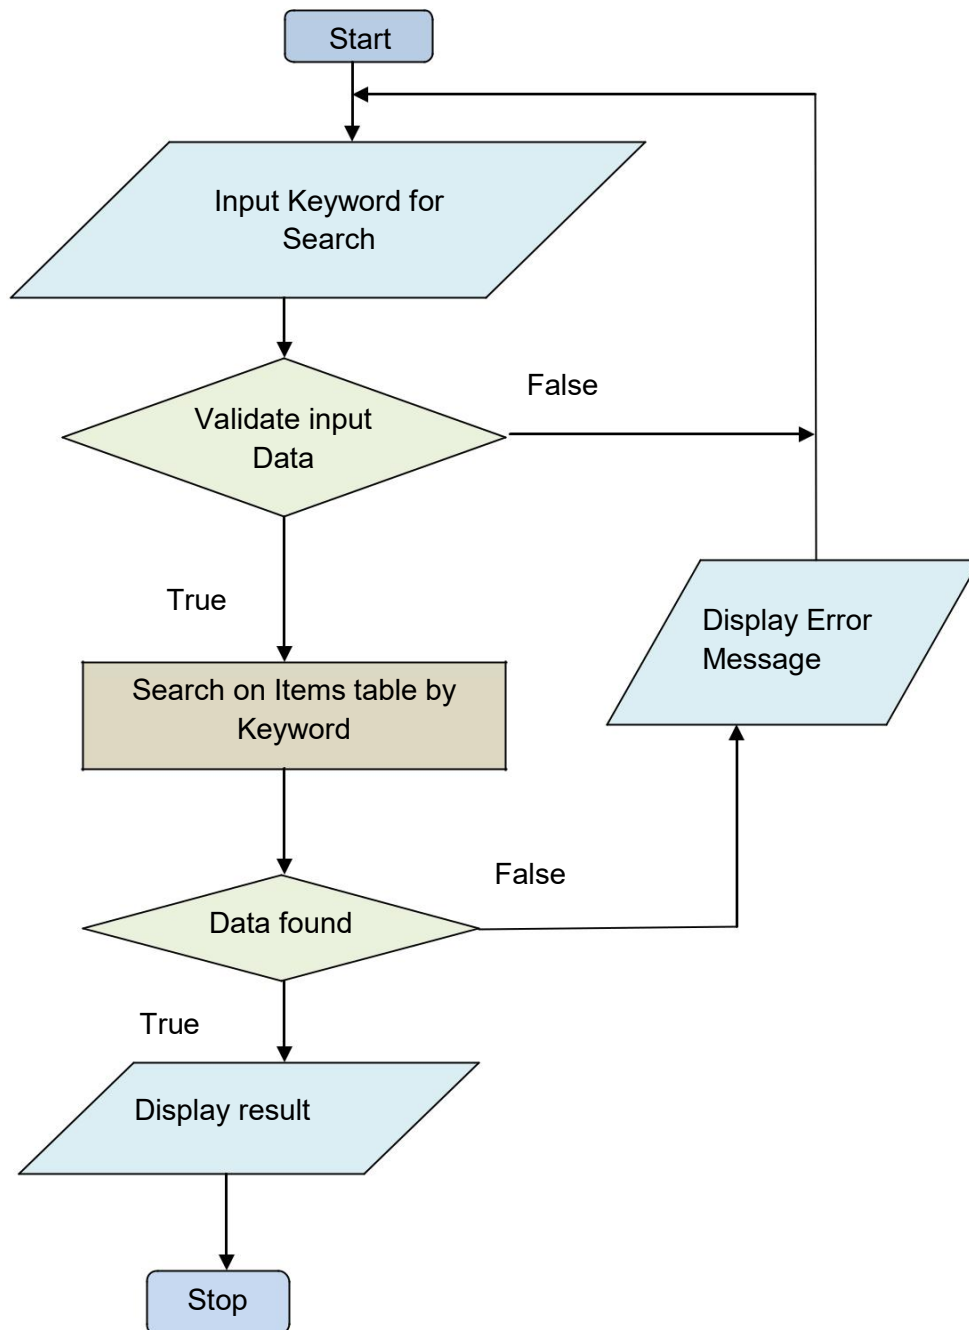 Start
Input Keyword for
Search
Validate input
Data
False
True
Search on Items table by
Keyword
Display Error
Message
Data found
False
True
Display result
Stop